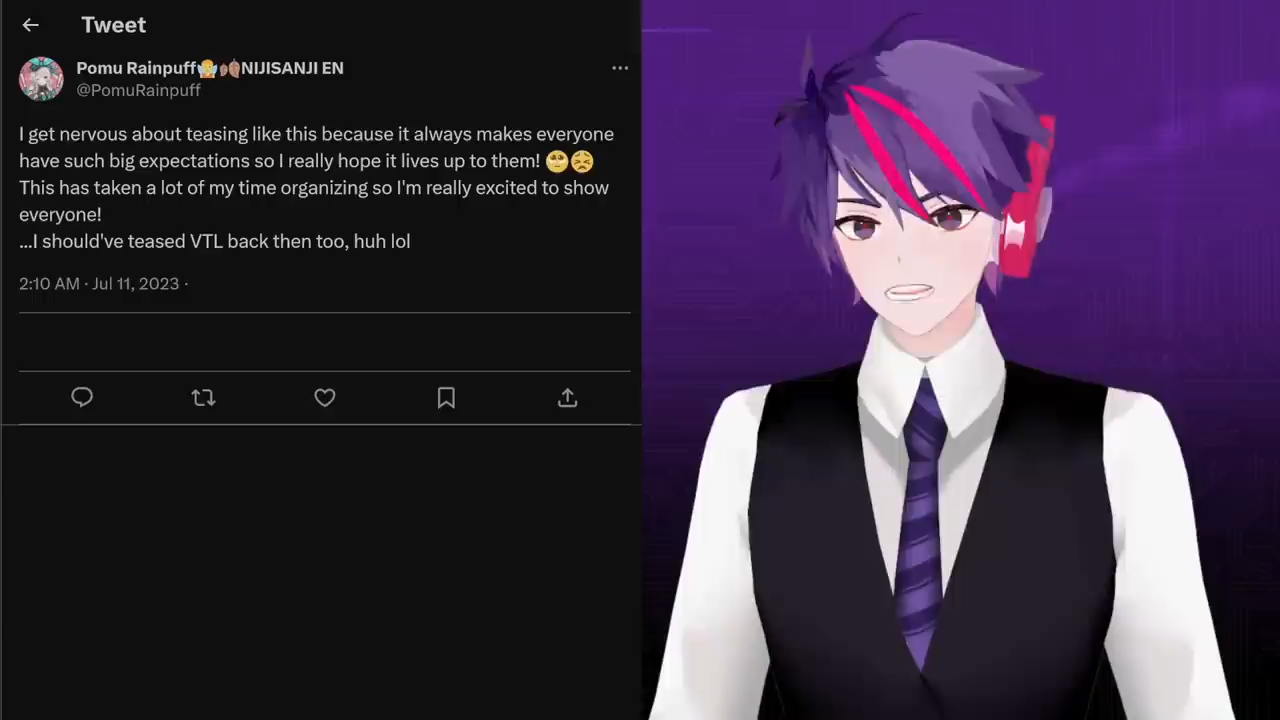 Tweet
Pomu Rainpuff🧚🍂NIJISANJI EN
@PomuRainpuff
I get nervous about teasing like this because it always makes everyone
have such big expectations so I really hope it lives up to them! 🥺😣
This has taken a lot of my time organizing so I'm really excited to show
everyone!
...I should've teased VTL back then too, huh lol
2:10 AM · Jul 11, 2023 ·